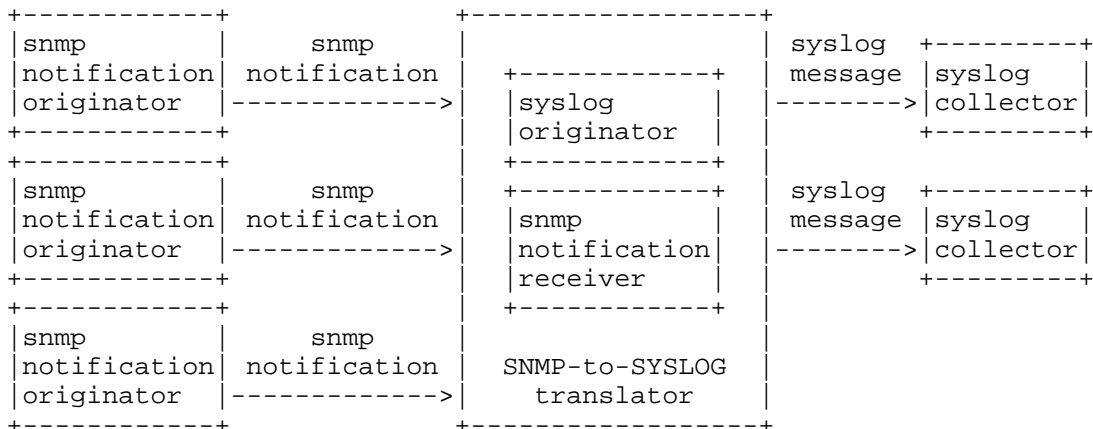 +------------+ +------------------+
|snmp | snmp | | syslog +---------+
|notification| notification | +------------+ | message |syslog |
|originator |------------->| |syslog | |-------->|collector|
+------------+ | |originator | | +---------+
+------------+ | +------------+ |
|snmp | snmp | +------------+ | syslog +---------+
|notification| notification | |snmp | | message |syslog |
|originator |------------->| |notification| |-------->|collector|
+------------+ | |receiver | | +---------+
+------------+ | +------------+ |
|snmp | snmp | |
|notification| notification | SNMP-to-SYSLOG |
|originator |------------->| translator |
+------------+ +------------------+